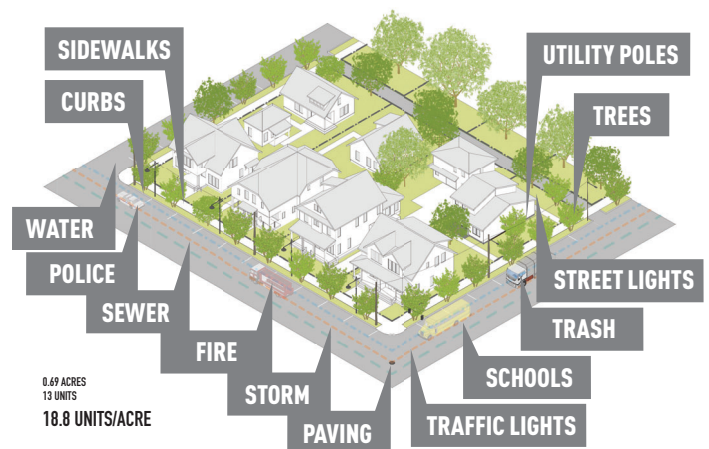 SIDEWALKS
UTILITY POLES
CURBS
TREES
WATER
POLICE
SEWER
STREET LIGHTS
FIRE
TRASH
STORM
SCHOOLS
PAVING
TRAFFIC LIGHTS
0.69 ACRES
13 UNITS
18.8 UNITS/ACRE